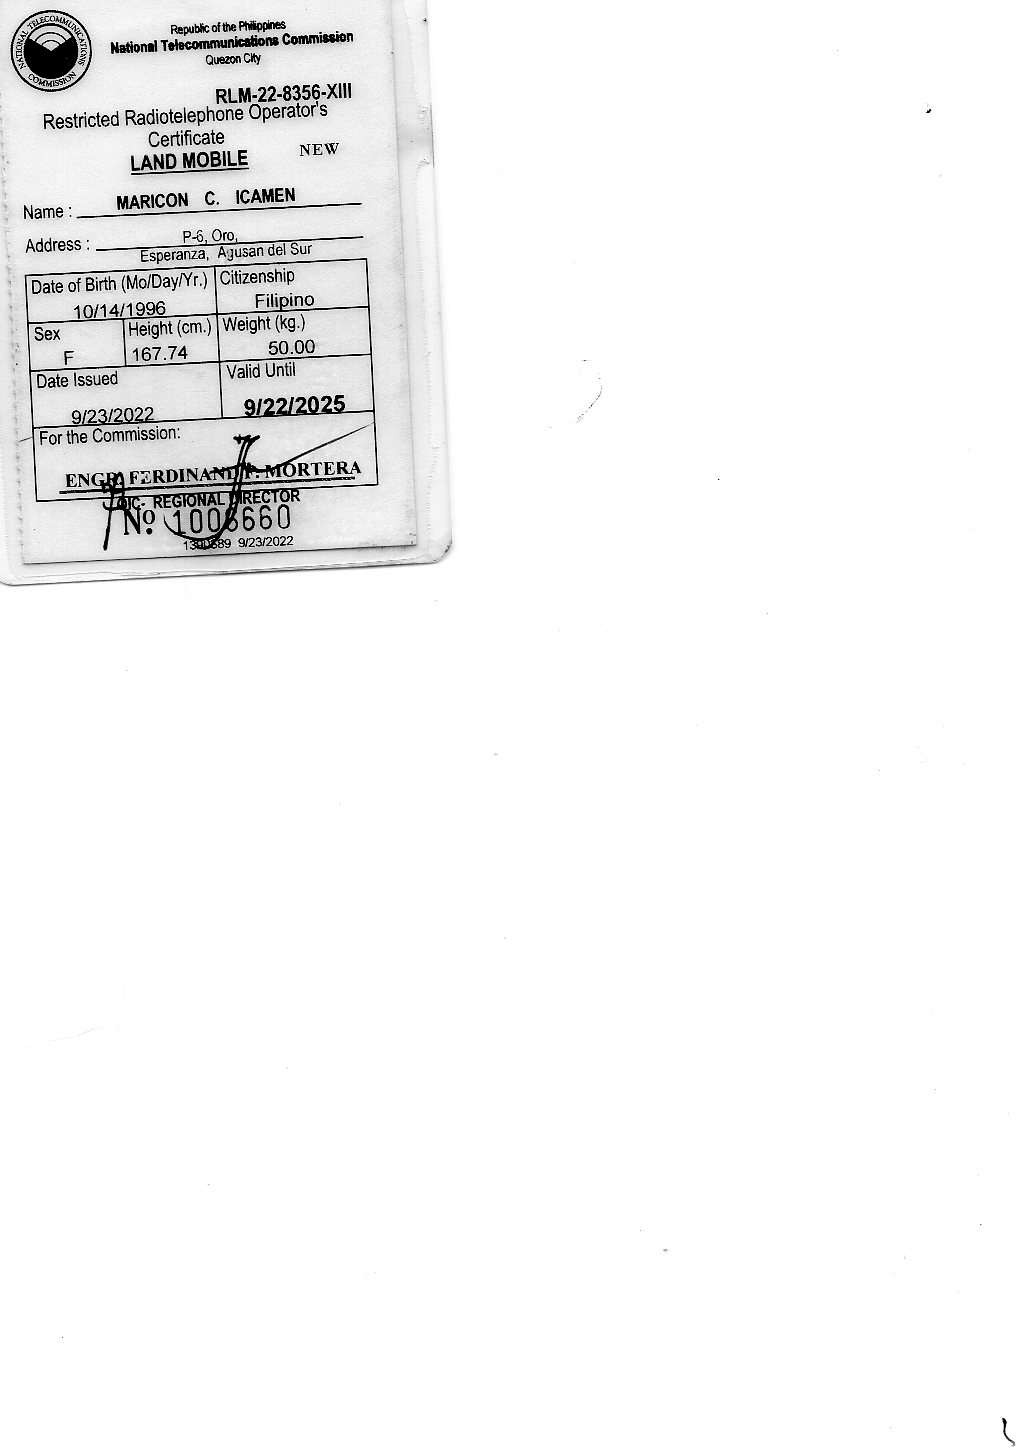 NATIONAL TELECOMMUNICATIONS COMMISSION
Republic of the Philippines
National Telecommunications Commission
Quezon City
RLM-22-8356-XIII
Restricted Radiotelephone Operator's
Certificate
LAND MOBILE NEW
Name : MARICON C. ICAMEN
Address : P-6, Oro,
Esperanza, Agusan del Sur
Date of Birth (Mo/Day/Yr.) Citizenship
10/14/1996 Filipino
Sex Height (cm.) Weight (kg.)
F 167.74 50.00
Date Issued Valid Until
9/23/2022 9/22/2025
For the Commission:
ENGR. FERDINAND F. MORTERA
OIC- REGIONAL DIRECTOR
No. 1006660
9/23/2022